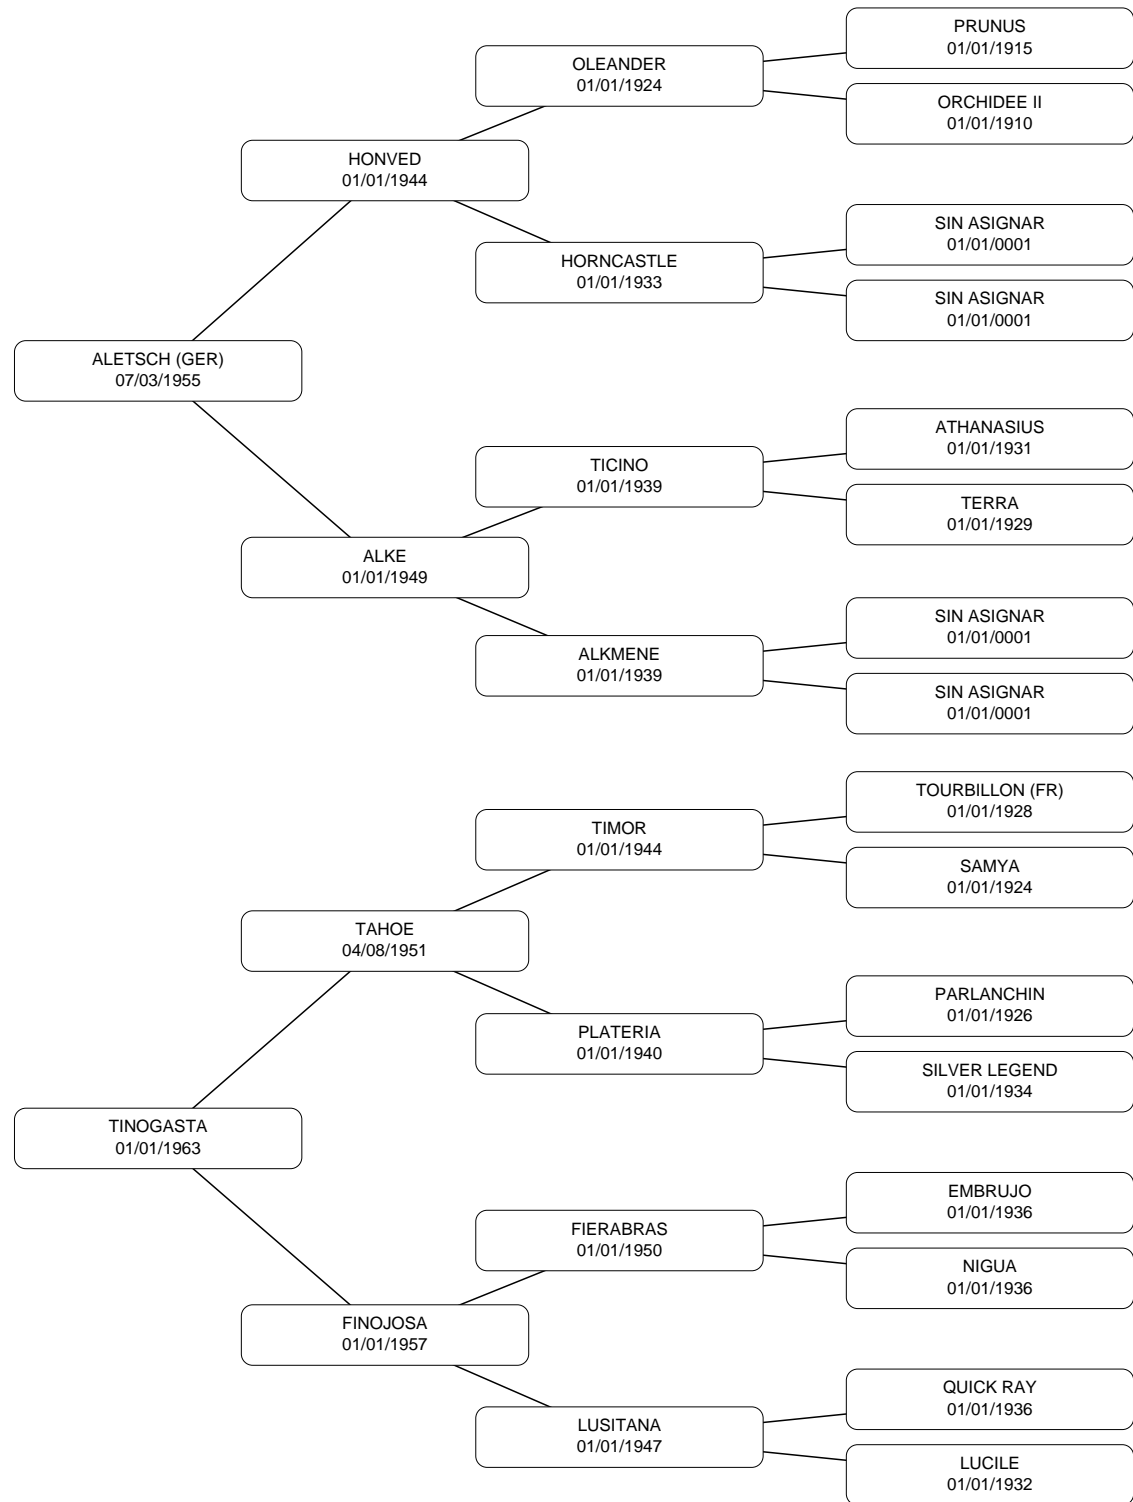 PRUNUS
01/01/1915
OLEANDER
01/01/1924
ORCHIDEE II
01/01/1910
HONVED
01/01/1944
SIN ASIGNAR
01/01/0001
HORNCASTLE
01/01/1933
SIN ASIGNAR
01/01/0001
ALETSCH (GER)
07/03/1955
ATHANASIUS
01/01/1931
TICINO
01/01/1939
TERRA
01/01/1929
ALKE
01/01/1949
SIN ASIGNAR
01/01/0001
ALKMENE
01/01/1939
SIN ASIGNAR
01/01/0001
TOURBILLON (FR)
01/01/1928
TIMOR
01/01/1944
SAMYA
01/01/1924
TAHOE
04/08/1951
PARLANCHIN
01/01/1926
PLATERIA
01/01/1940
SILVER LEGEND
01/01/1934
TINOGASTA
01/01/1963
EMBRUJO
01/01/1936
FIERABRAS
01/01/1950
NIGUA
01/01/1936
FINOJOSA
01/01/1957
QUICK RAY
01/01/1936
LUSITANA
01/01/1947
LUCILE
01/01/1932